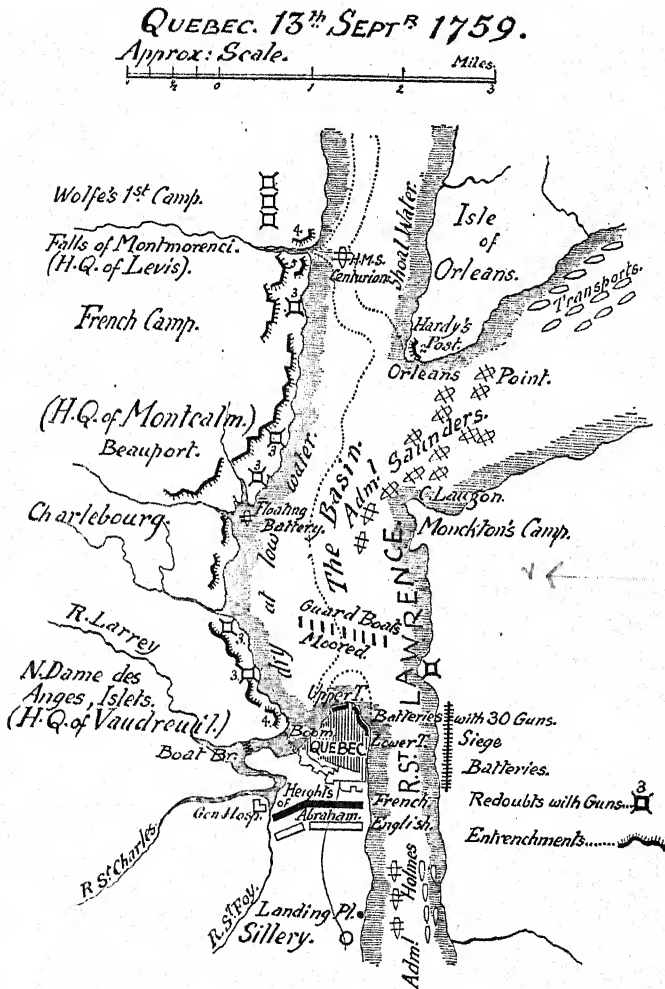 QUEBEC. 13th SEPTR 1759.
Approx: Scale.
Miles.
1 ½ 0 1 2 3
Wolfe's 1st Camp.
Falls of Montmorenci.
(H.Q. of Levis).
4.
5
3
H.M.S.
Centurion.
Shoal Water.
Isle
of
Orleans.
Transports.
French Camp.
Hardy's
Post.
Orleans Point.
(H.Q. of Montcalm.)
Beauport.
3
3
dry at low water.
The Basin.
Adml Saunders.
C. Lauzon.
Charlebourg.
Floating
Battery.
Monckton's Camp.
N
Guard Boats
Moored.
R. St LAWRENCE.
R. Larrey
3.
3.
N. Dame des
Anges, Islets.
(H.Q. of Vaudreuil.)
4.
Upper T.
Boom.
QUEBEC
Lower T.
Batteries with 30 Guns.
Siege
Batteries.
Boat Br.
Gen Hosp.
Heights
of
Abraham.
French
English.
3
Redoubts with Guns...
Entrenchments......
R St Charles.
R. St Foy.
Landing Pl.
Sillery.
Adml Holmes